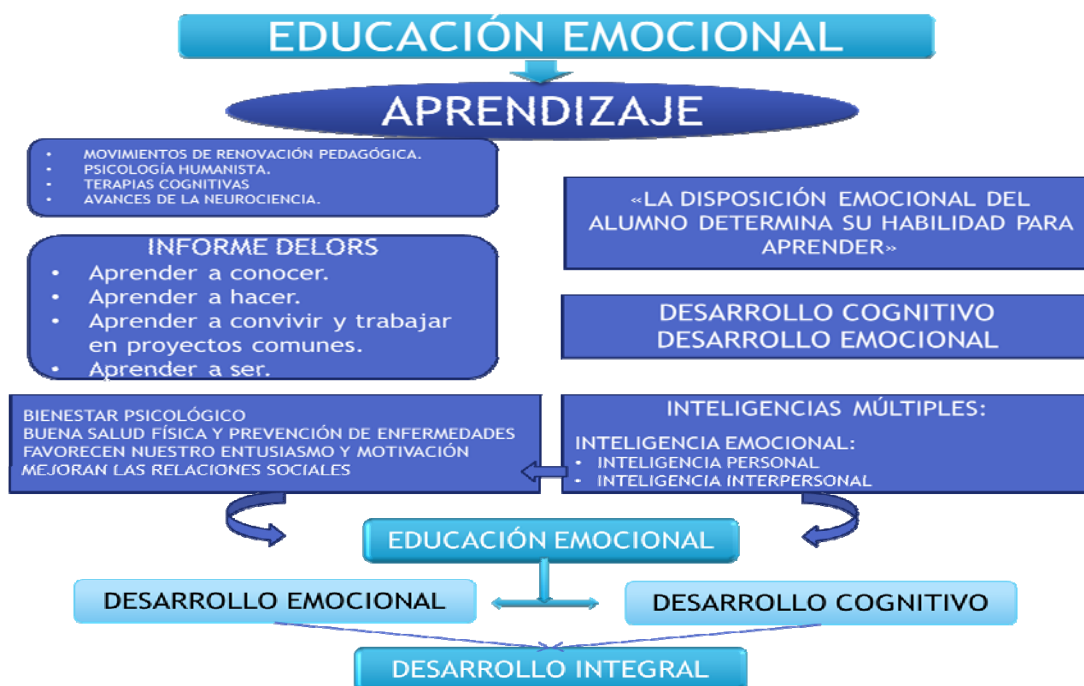 EDUCACIÓN EMOCIONAL
APRENDIZAJE
• MOVIMIENTOS DE RENOVACIÓN PEDAGÓGICA.
• PSICOLOGÍA HUMANISTA.
• TERAPIAS COGNITIVAS
• AVANCES DE LA NEUROCIENCIA.
INFORME DELORS
• Aprender a conocer.
• Aprender a hacer.
• Aprender a convivir y trabajar
en proyectos comunes.
• Aprender a ser.
«LA DISPOSICIÓN EMOCIONAL DEL
ALUMNO DETERMINA SU HABILIDAD PARA
APRENDER»
DESARROLLO COGNITIVO
DESARROLLO EMOCIONAL
BIENESTAR PSICOLÓGICO
BUENA SALUD FÍSICA Y PREVENCIÓN DE ENFERMEDADES
FAVORECEN NUESTRO ENTUSIASMO Y MOTIVACIÓN
MEJORAN LAS RELACIONES SOCIALES
INTELIGENCIAS MÚLTIPLES:
INTELIGENCIA EMOCIONAL:
• INTELIGENCIA PERSONAL
• INTELIGENCIA INTERPERSONAL
EDUCACIÓN EMOCIONAL
DESARROLLO EMOCIONAL
DESARROLLO COGNITIVO
DESARROLLO INTEGRAL